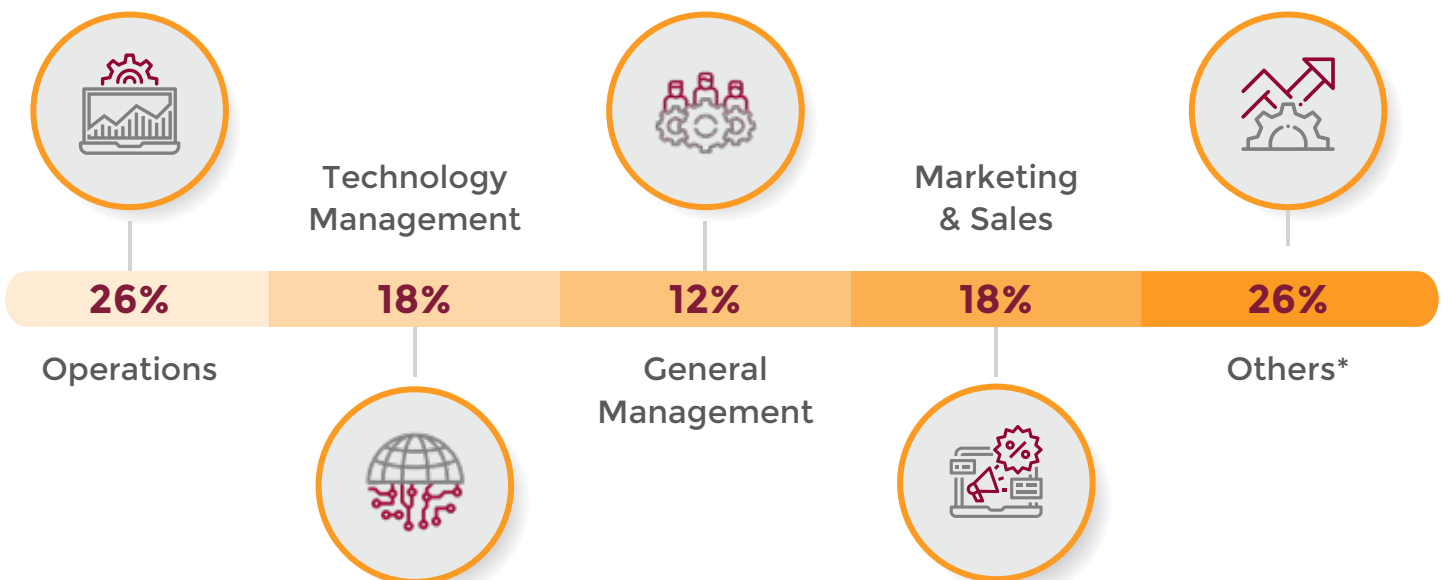 Technology
Management
Marketing
& Sales
26%
18%
12%
18%
26%
Operations
General
Management
Others*
%